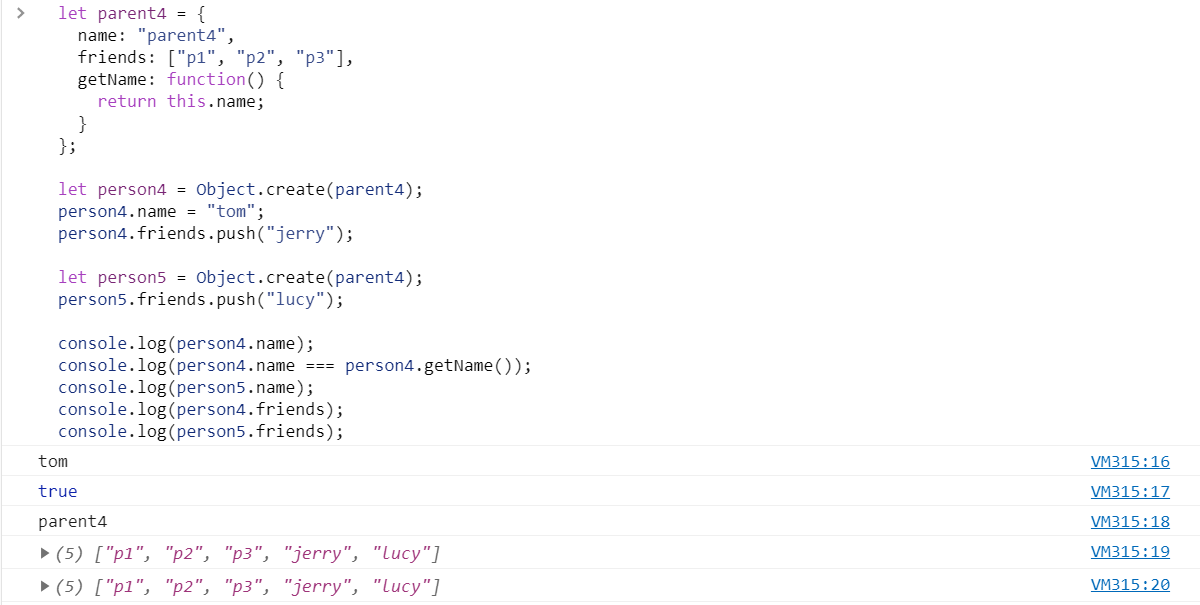 > let parent4 = {
name: "parent4",
friends: ["p1", "p2", "p3"],
getName: function() {
return this.name;
}
};
let person4 = Object.create(parent4);
person4.name = "tom";
person4.friends.push("jerry");
let person5 = Object.create(parent4);
person5.friends.push("lucy");
console.log(person4.name);
console.log(person4.name === person4.getName());
console.log(person5.name);
console.log(person4.friends);
console.log(person5.friends);
tom VM315:16
true VM315:17
parent4 VM315:18
▶(5) ["p1", "p2", "p3", "jerry", "lucy"] VM315:19
▶(5) ["p1", "p2", "p3", "jerry", "lucy"] VM315:20